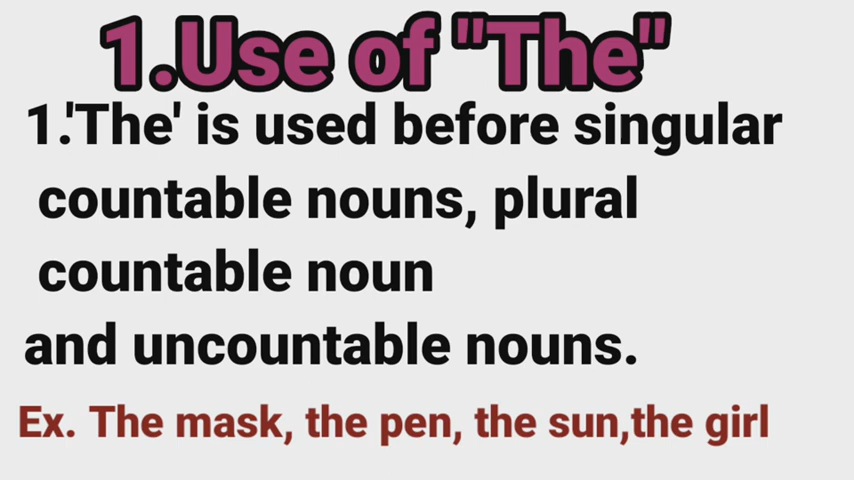 1.Use of "The"
1.'The' is used before singular
countable nouns, plural
countable noun
and uncountable nouns.
Ex. The mask, the pen, the sun,the girl